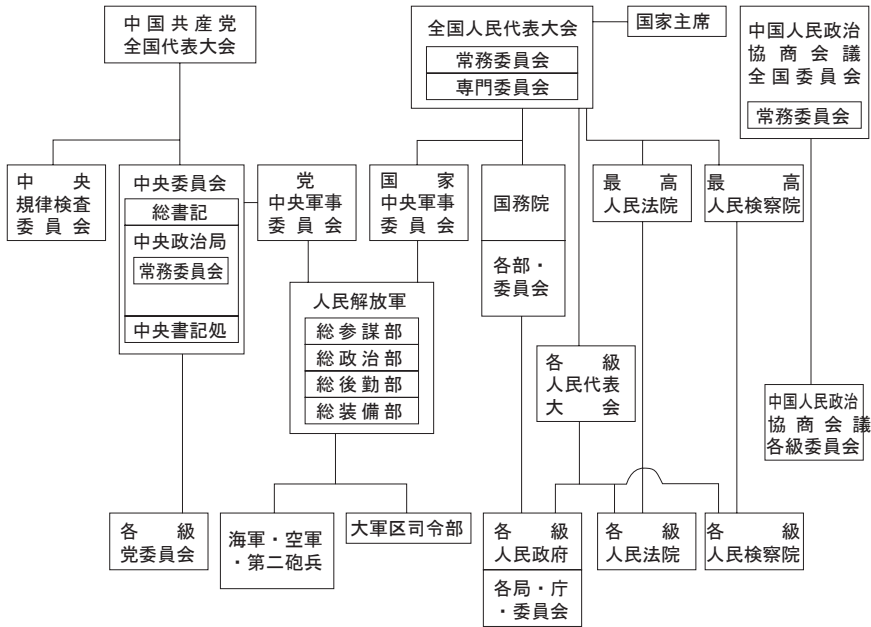 中国共産党
全国代表大会
全国人民代表大会
常務委員会
専門委員会
国家主席
中国人民政治
協商会議
全国委員会
常務委員会
中央
規律検査
委員会
中央委員会
総書記
中央政治局
常務委員会
中央書記処
党
中央軍事
委員会
国家
中央軍事
委員会
国務院
各部・
委員会
最高
人民法院
最高
人民検察院
人民解放軍
総参謀部
総政治部
総後勤部
総装備部
各級
人民代表
大会
中国人民政治
協商会議
各級委員会
各級
党委員会
海軍・空軍
・第二砲兵
大軍区司令部
各級
人民政府
各局・庁
・委員会
各級
人民法院
各級
人民検察院